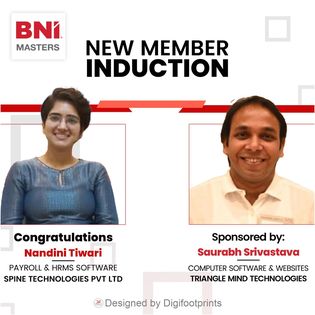 BNI
MASTERS
NEW MEMBER
INDUCTION
Congratulations
Nandini Tiwari
PAYROLL & HRMS SOFTWARE
SPINE TECHNOLOGIES PVT LTD
Sponsored by:
Saurabh Srivastava
COMPUTER SOFTWARE & WEBSITES
TRIANGLE MIND TECHNOLOGIES
Designed by Digifootprints